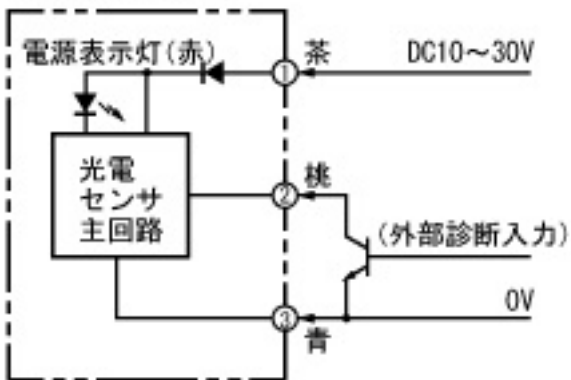 電源表示灯(赤)
① 茶 DC10～30V
光電
センサ
主回路
② 桃
(外部診断入力)
③ 青
0V